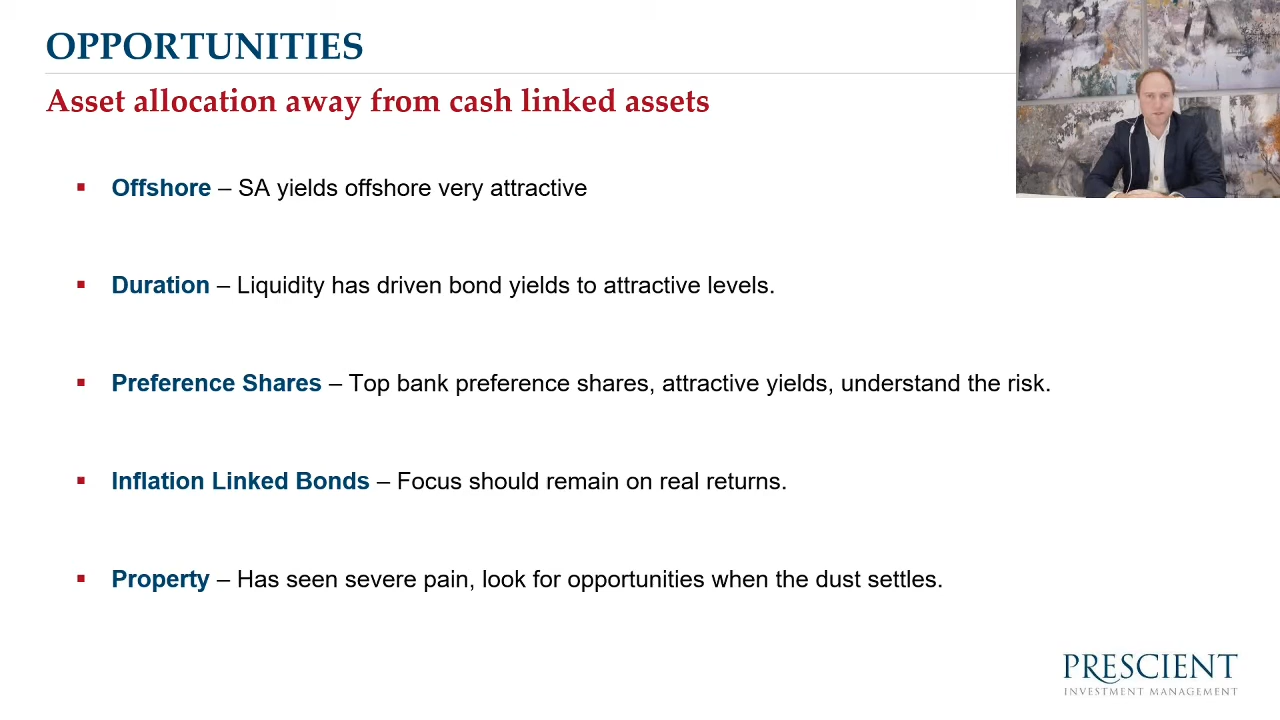 OPPORTUNITIES
Asset allocation away from cash linked assets
▪ Offshore – SA yields offshore very attractive
▪ Duration – Liquidity has driven bond yields to attractive levels.
▪ Preference Shares – Top bank preference shares, attractive yields, understand the risk.
▪ Inflation Linked Bonds – Focus should remain on real returns.
▪ Property – Has seen severe pain, look for opportunities when the dust settles.
PRESCIENT
INVESTMENT MANAGEMENT